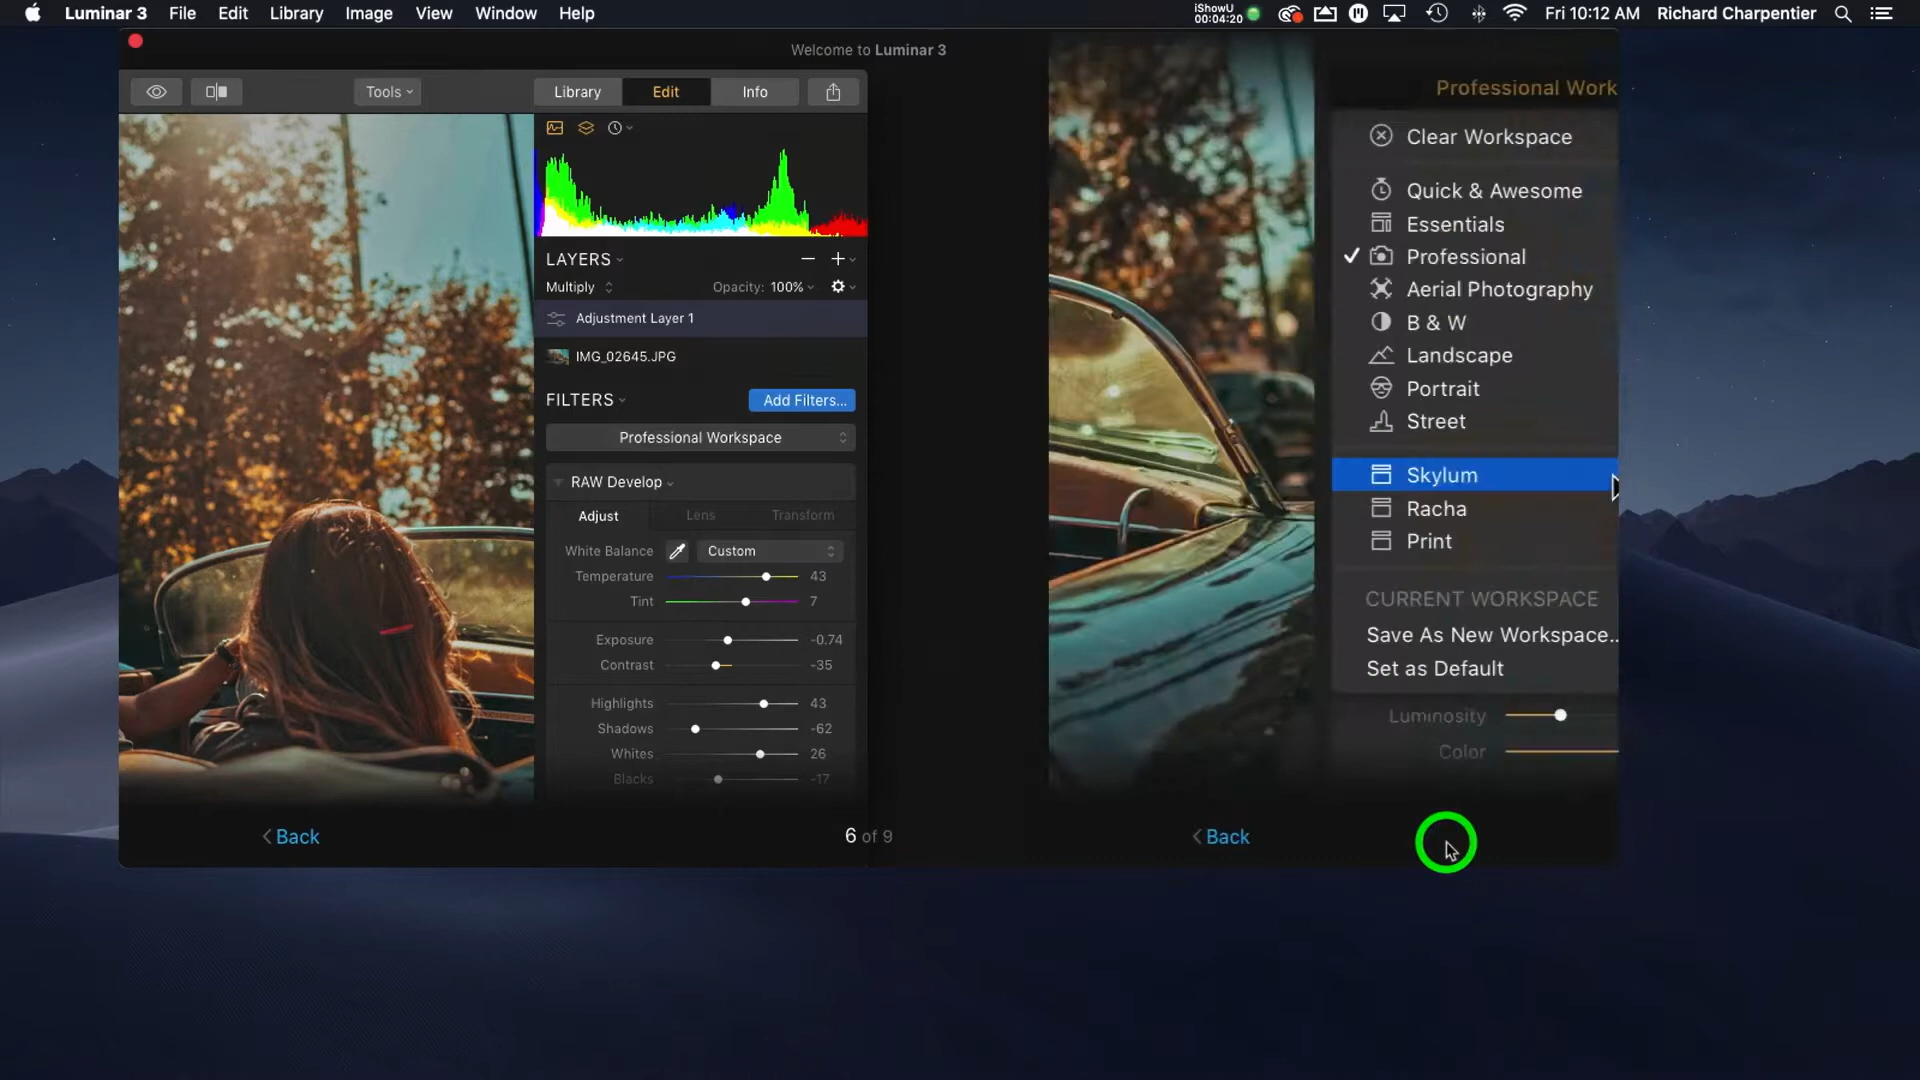 Luminar 3 File Edit Library Image View Window Help iShowU 00:04:20 Fri 10:12 AM Richard Charpentier
Welcome to Luminar 3
Tools Library Edit Info
LAYERS
Multiply Opacity: 100%
Adjustment Layer 1
IMG_02645.JPG
FILTERS Add Filters...
Professional Workspace
RAW Develop
Adjust Lens Transform
White Balance Custom
Temperature 43
Tint 7
Exposure -0.74
Contrast -35
Highlights 43
Shadows -62
Whites 26
Blacks -17
Back
6 of 9
Professional Work
Clear Workspace
Quick & Awesome
Essentials
Professional
Aerial Photography
B & W
Landscape
Portrait
Street
Skylum
Racha
Print
CURRENT WORKSPACE
Save As New Workspace..
Set as Default
Luminosity
Color
Back